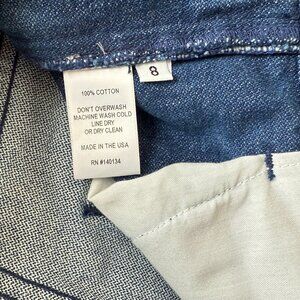 8
100% COTTON
DON'T OVERWASH
MACHINE WASH COLD
LINE DRY
OR DRY CLEAN
MADE IN THE USA
RN #140134